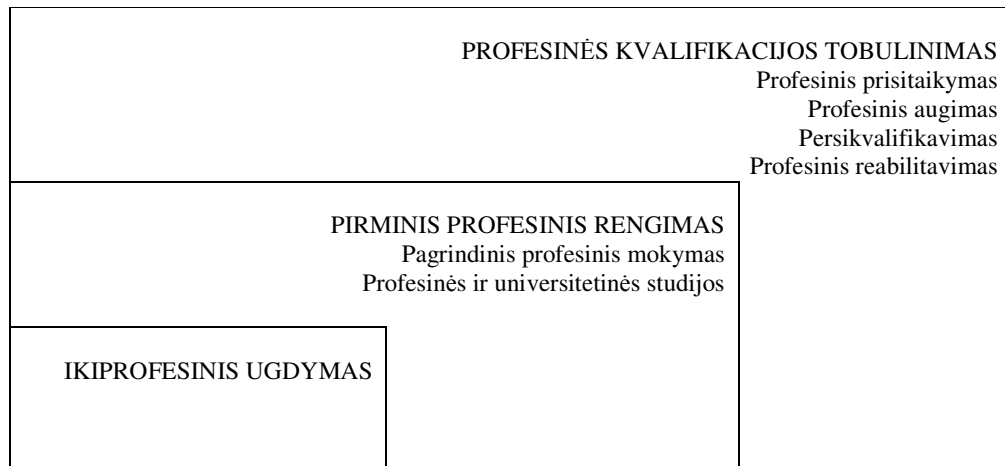 PROFESINĖS KVALIFIKACIJOS TOBULINIMAS
Profesinis prisitaikymas
Profesinis augimas
Persikvalifikavimas
Profesinis reabilitavimas
PIRMINIS PROFESINIS RENGIMAS
Pagrindinis profesinis mokymas
Profesinės ir universitetinės studijos
IKIPROFESINIS UGDYMAS